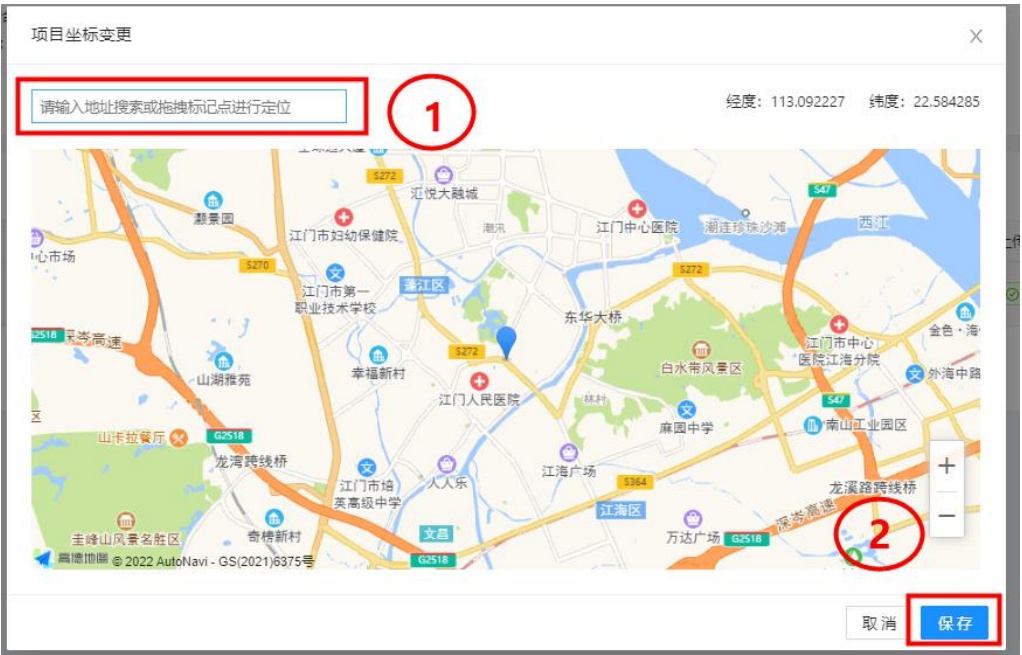 项目坐标变更
请输入地址搜索或拖拽标记点进行定位
1
经度：113.092227 纬度：22.584285
S272
汇悦大融城
S47
灏景园
江门市妇幼保健院
潮汛
江门中心医院
潮连珍珠沙滩
西江
心市场
S270
江门市第一
职业技术学校
蓬江区
S272
东华大桥
G2518
深岑高速
S272
山湖雅苑
幸福新村
江门人民医院
白水带风景区
江门市中心
医院江海分院
金色·海
外海中路
林村
S47
麻园中学
南山工业园区
区
山卡拉餐厅
G2518
龙湾跨线桥
江门市培
英高级中学
人人乐
江海广场
S364
龙溪路跨线桥
深岑高速
江海区
圭峰山风景名胜区
奇榜新村
文昌
万达广场
G2518
2
高德地图 © 2022 AutoNavi - GS(2021)6375号
G2518
取消
保存